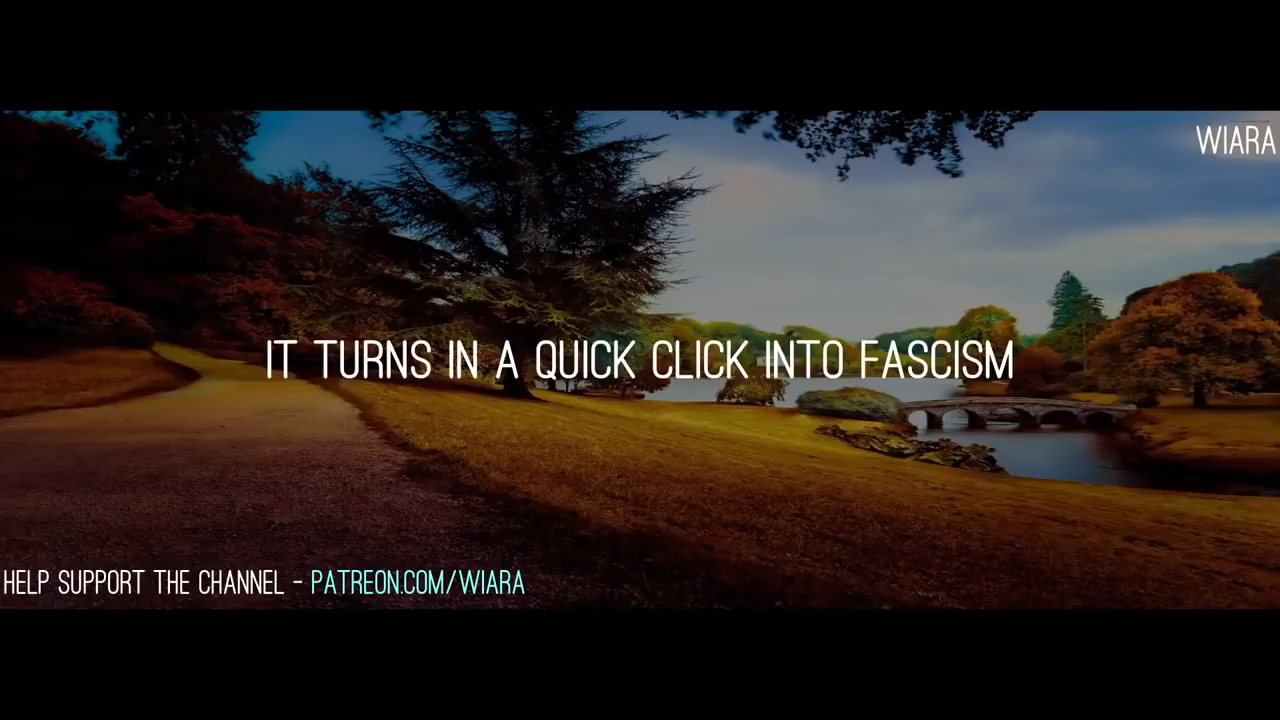 WIARA
IT TURNS IN A QUICK CLICK INTO FASCISM
HELP SUPPORT THE CHANNEL - PATREON.COM/WIARA